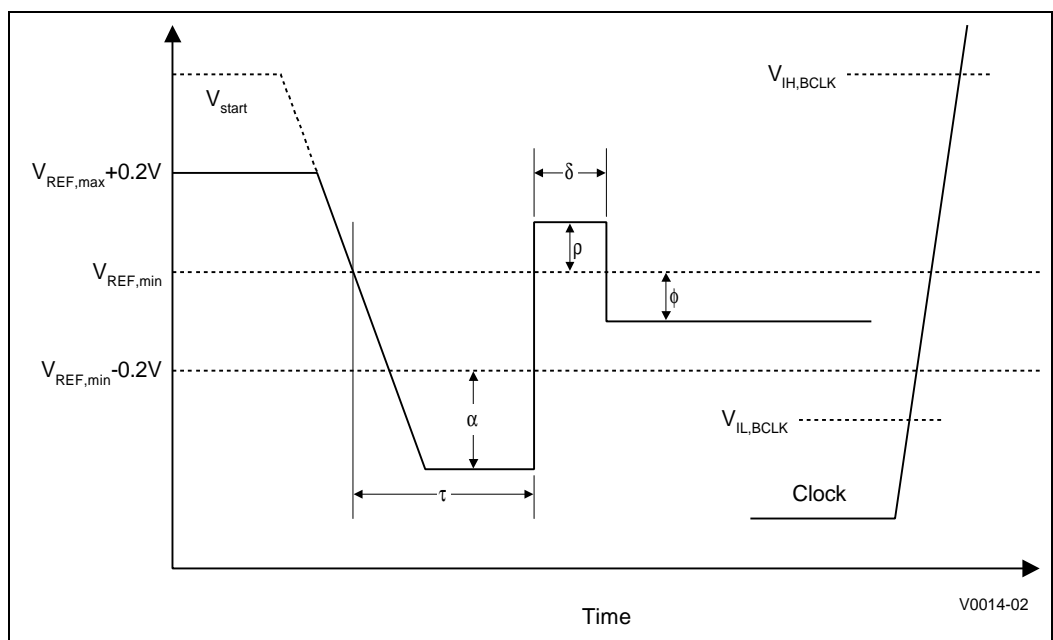 V_IH,BCLK
V_start
V_REF,max+0.2V
δ
ρ
V_REF,min
ϕ
V_REF,min-0.2V
α
V_IL,BCLK
τ
Clock
Time
V0014-02